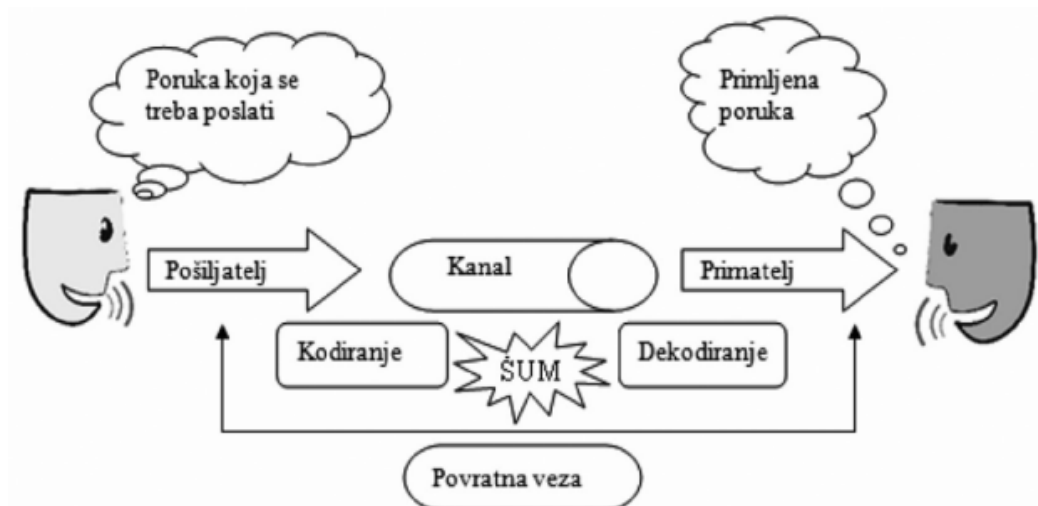 Poruka koja se
treba poslati
Primljena
poruka
Pošiljatelj
Kanal
Primatelj
Kodiranje
ŠUM
Dekodiranje
Povratna veza